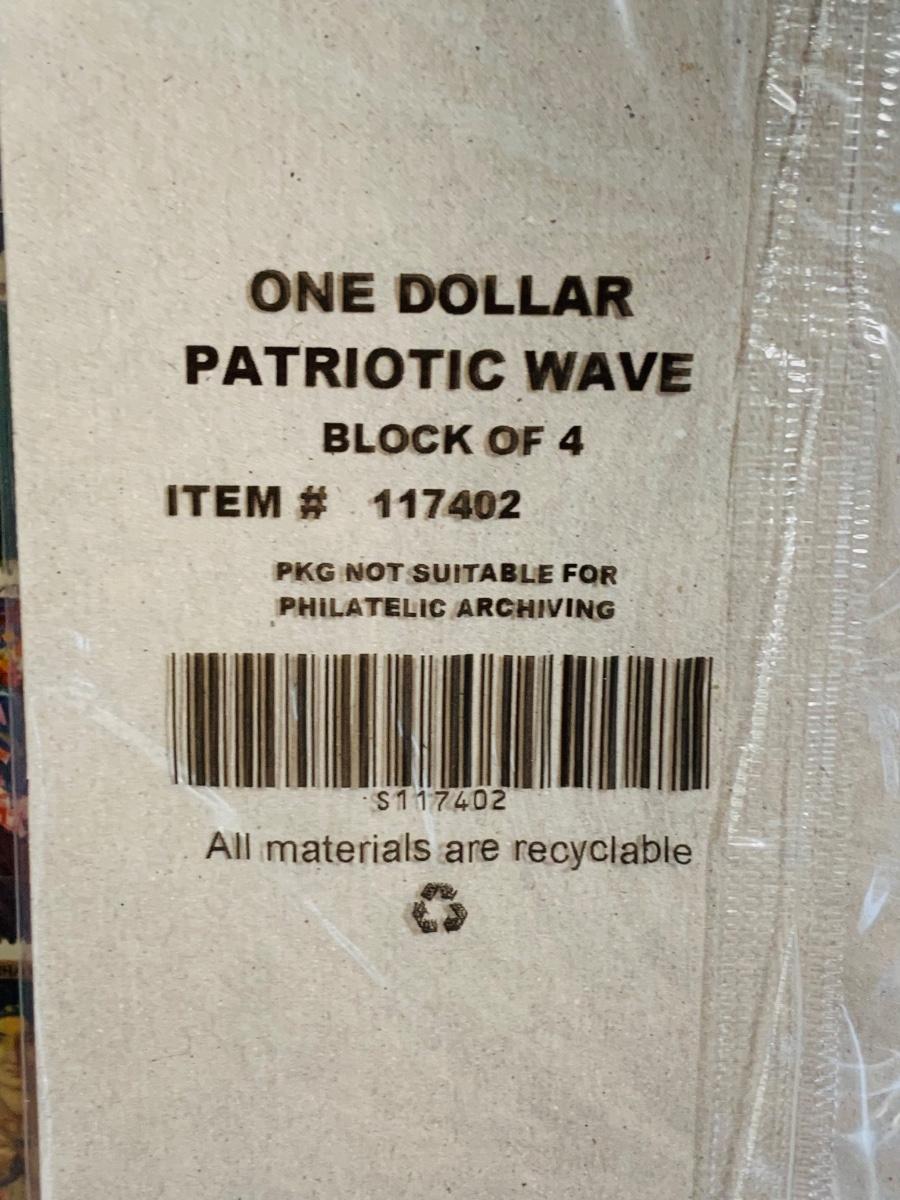 ONE DOLLAR
PATRIOTIC WAVE
BLOCK OF 4
ITEM # 117402
PKG NOT SUITABLE FOR
PHILATELIC ARCHIVING
S117402
All materials are recyclable